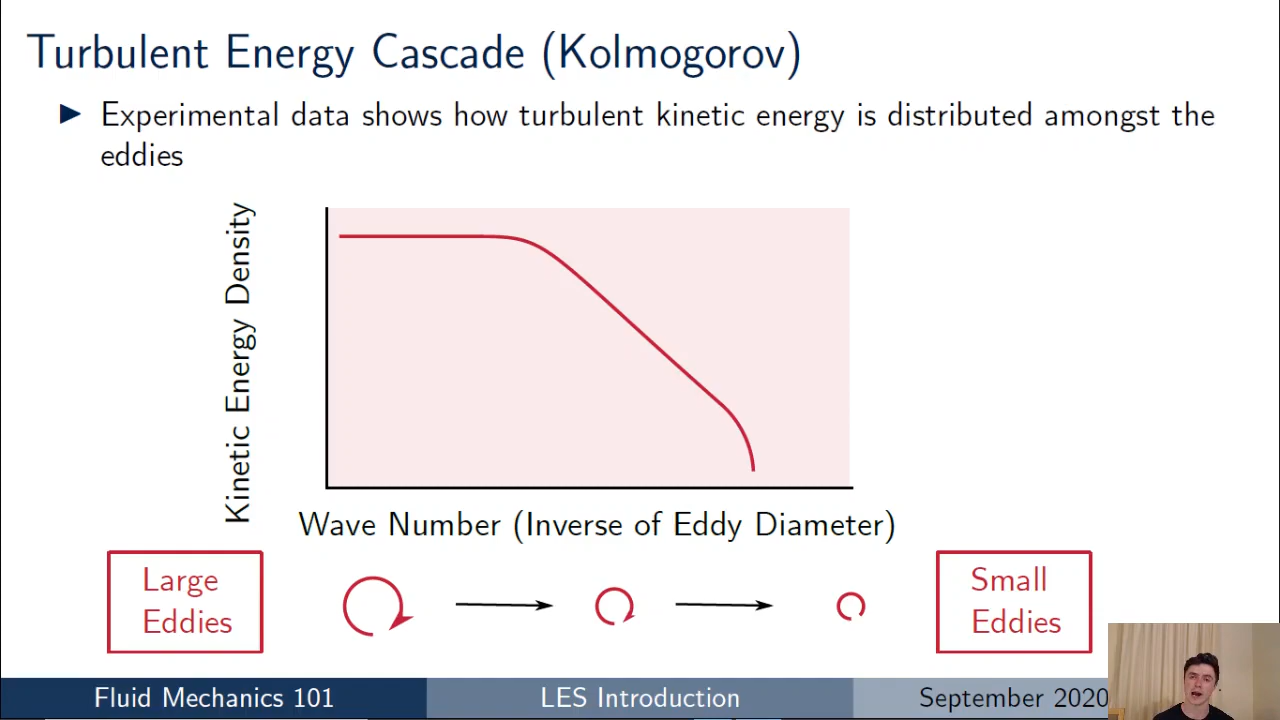 Turbulent Energy Cascade (Kolmogorov)
Experimental data shows how turbulent kinetic energy is distributed amongst the
eddies
Kinetic Energy Density
Wave Number (Inverse of Eddy Diameter)
Large
Eddies
Small
Eddies
Fluid Mechanics 101
LES Introduction
September 2020